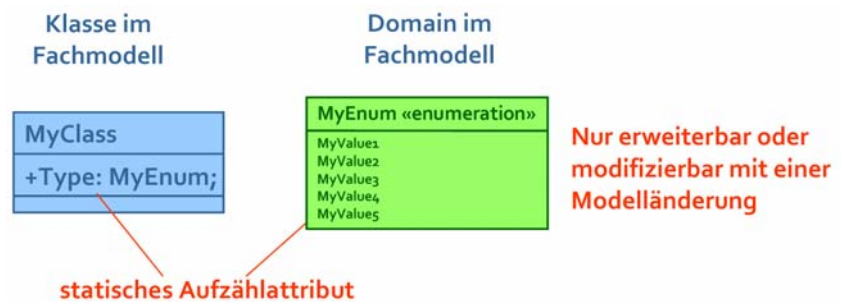 Klasse im
Fachmodell
Domain im
Fachmodell
MyClass
+Type: MyEnum;
MyEnum «enumeration»
MyValue1
MyValue2
MyValue3
MyValue4
MyValue5
Nur erweiterbar oder
modifizierbar mit einer
Modelländerung
statisches Aufzählattribut